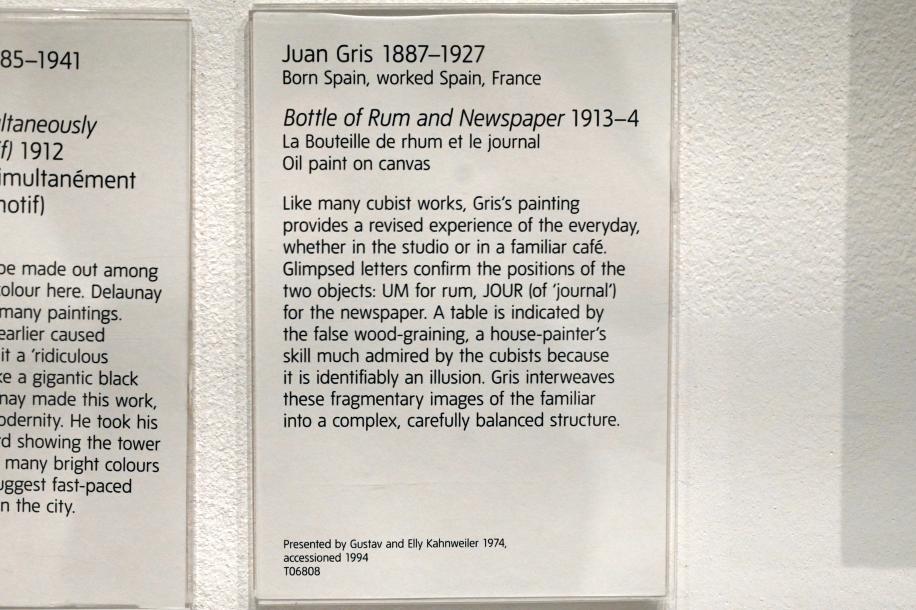 85–1941
ultaneously
if) 1912
imultanément
notif)
be made out among
colour here. Delaunay
many paintings.
earlier caused
it a ‘ridiculous
ke a gigantic black
nay made this work,
odernity. He took his
rd showing the tower
many bright colours
uggest fast-paced
n the city.
Juan Gris 1887–1927
Born Spain, worked Spain, France
Bottle of Rum and Newspaper 1913–4
La Bouteille de rhum et le journal
Oil paint on canvas
Like many cubist works, Gris’s painting
provides a revised experience of the everyday,
whether in the studio or in a familiar café.
Glimpsed letters confirm the positions of the
two objects: UM for rum, JOUR (of ‘journal’)
for the newspaper. A table is indicated by
the false wood-graining, a house-painter’s
skill much admired by the cubists because
it is identifiably an illusion. Gris interweaves
these fragmentary images of the familiar
into a complex, carefully balanced structure.
Presented by Gustav and Elly Kahnweiler 1974,
accessioned 1994
T06808